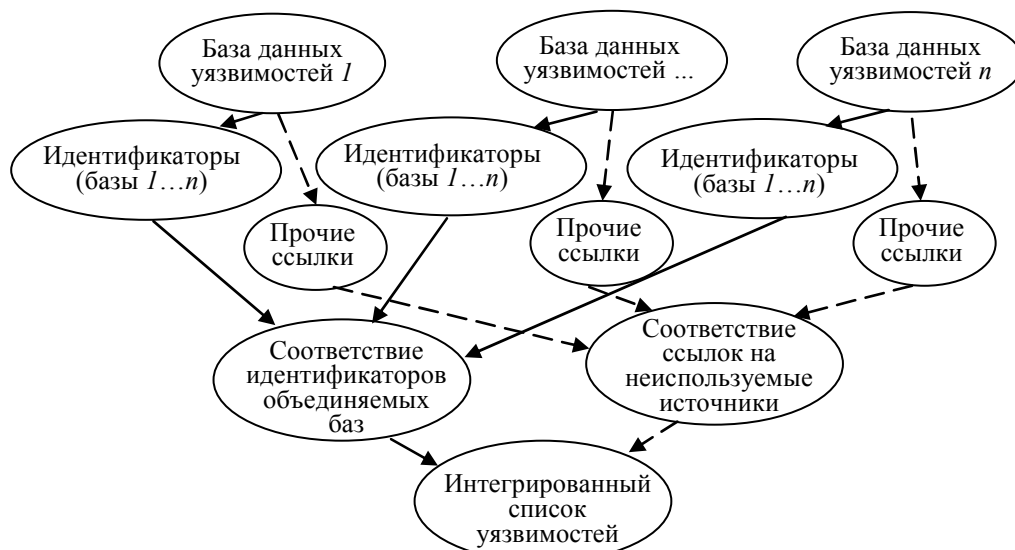 База данных
уязвимостей 1
База данных
уязвимостей ...
База данных
уязвимостей n
Идентификаторы
(базы 1...n)
Идентификаторы
(базы 1...n)
Идентификаторы
(базы 1...n)
Прочие
ссылки
Прочие
ссылки
Прочие
ссылки
Соответствие
идентификаторов
объединяемых
баз
Соответствие
ссылок на
неиспользуемые
источники
Интегрированный
список
уязвимостей